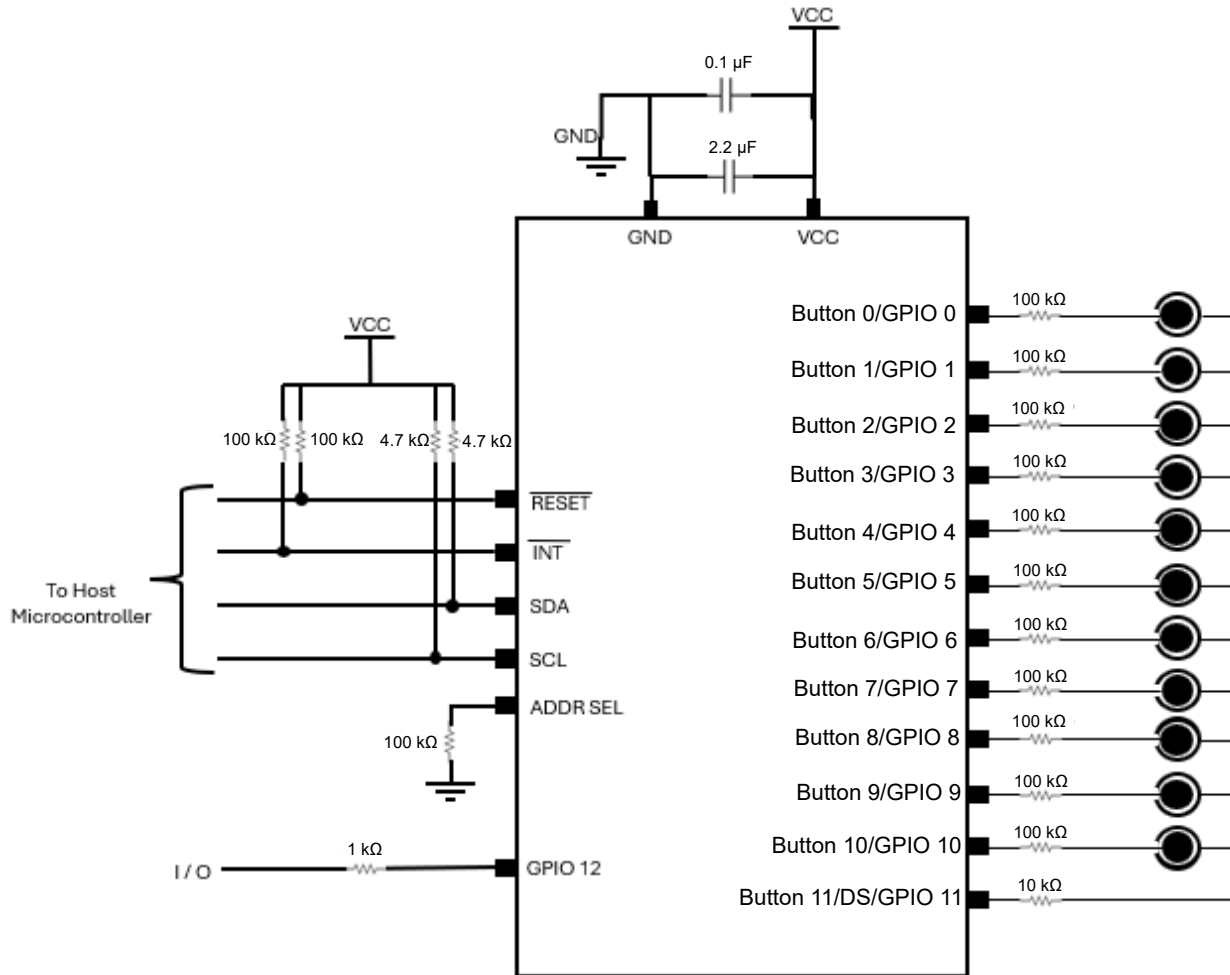 VCC
0.1 µF
GND
2.2 µF
GND
VCC
Button 0/GPIO 0
100 kΩ
VCC
Button 1/GPIO 1
100 kΩ
Button 2/GPIO 2
100 kΩ
100 kΩ
100 kΩ
4.7 kΩ
4.7 kΩ
Button 3/GPIO 3
100 kΩ
RESET
Button 4/GPIO 4
100 kΩ
INT
Button 5/GPIO 5
100 kΩ
To Host
Microcontroller
SDA
Button 6/GPIO 6
100 kΩ
SCL
Button 7/GPIO 7
100 kΩ
ADDR SEL
100 kΩ
Button 8/GPIO 8
100 kΩ
Button 9/GPIO 9
100 kΩ
Button 10/GPIO 10
100 kΩ
I / O
1 kΩ
GPIO 12
Button 11/DS/GPIO 11
10 kΩ